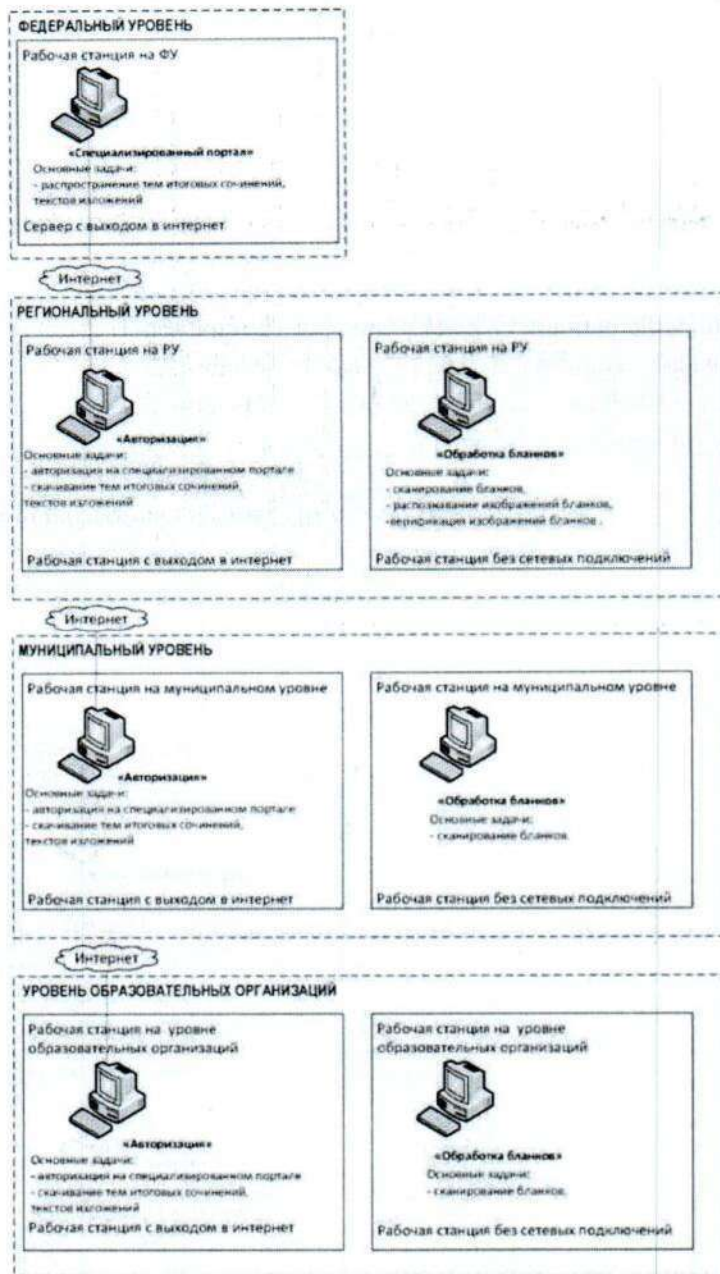 ФЕДЕРАЛЬНЫЙ УРОВЕНЬ
Рабочая станция на ФУ
«Специализированный портал»
Основные задачи:
- распространение тем итоговых сочинений,
текстов изложений
Сервер с выходом в интернет
Интернет
РЕГИОНАЛЬНЫЙ УРОВЕНЬ
Рабочая станция на РУ
«Авторизация»
Основные задачи:
- авторизация на специализированном портале
- скачивание тем итоговых сочинений,
текстов изложений
Рабочая станция с выходом в интернет
Рабочая станция на РУ
«Обработка бланков»
Основные задачи:
- сканирование бланков,
- распознавание изображений бланков,
-верификация изображений бланков .
Рабочая станция без сетевых подключений
Интернет
МУНИЦИПАЛЬНЫЙ УРОВЕНЬ
Рабочая станция на муниципальном уровне
«Авторизация»
Основные задачи:
- авторизация на специализированном портале
- скачивание тем итоговых сочинений,
текстов изложений
Рабочая станция с выходом в интернет
Рабочая станция на муниципальном уровне
«Обработка бланков»
Основные задачи:
- сканирование бланков.
Рабочая станция без сетевых подключений
Интернет
УРОВЕНЬ ОБРАЗОВАТЕЛЬНЫХ ОРГАНИЗАЦИЙ
Рабочая станция на уровне
образовательных организаций
«Авторизация»
Основные задачи:
- авторизация на специализированном портале
- скачивание тем итоговых сочинений,
текстов изложений
Рабочая станция с выходом в интернет
Рабочая станция на уровне
образовательных организаций
«Обработка бланков»
Основные задачи:
- сканирование бланков.
Рабочая станция без сетевых подключений